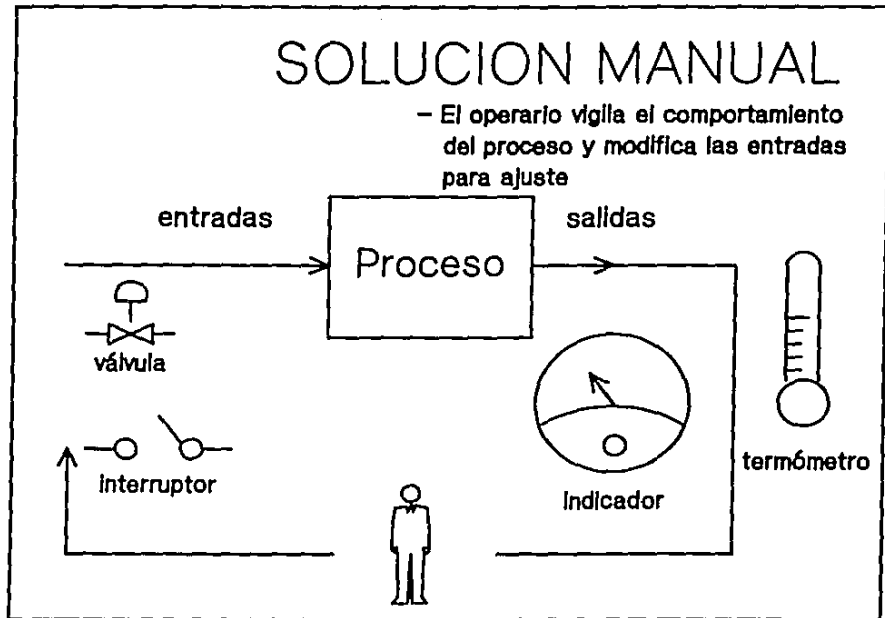 SOLUCION MANUAL
- El operario vigila el comportamiento
del proceso y modifica las entradas
para ajuste
entradas
Proceso
salidas
válvula
interruptor
indicador
termómetro